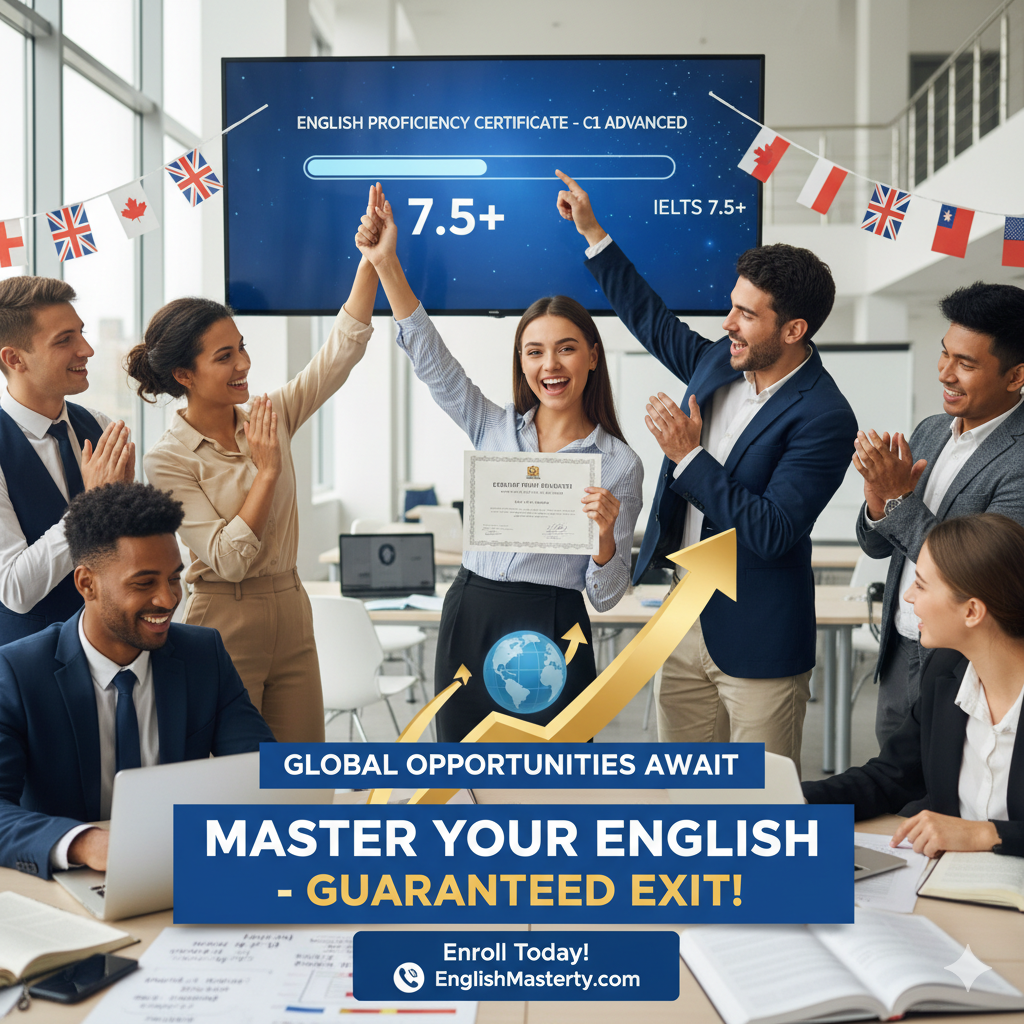 ENGLISH PROFICIENCY CERTIFICATE - C1 ADVANCED
7.5+
IELTS 7.5+
GLOBAL OPPORTUNITIES AWAIT
MASTER YOUR ENGLISH
- GUARANTEED EXIT!
Enroll Today!
EnglishMasterty.com